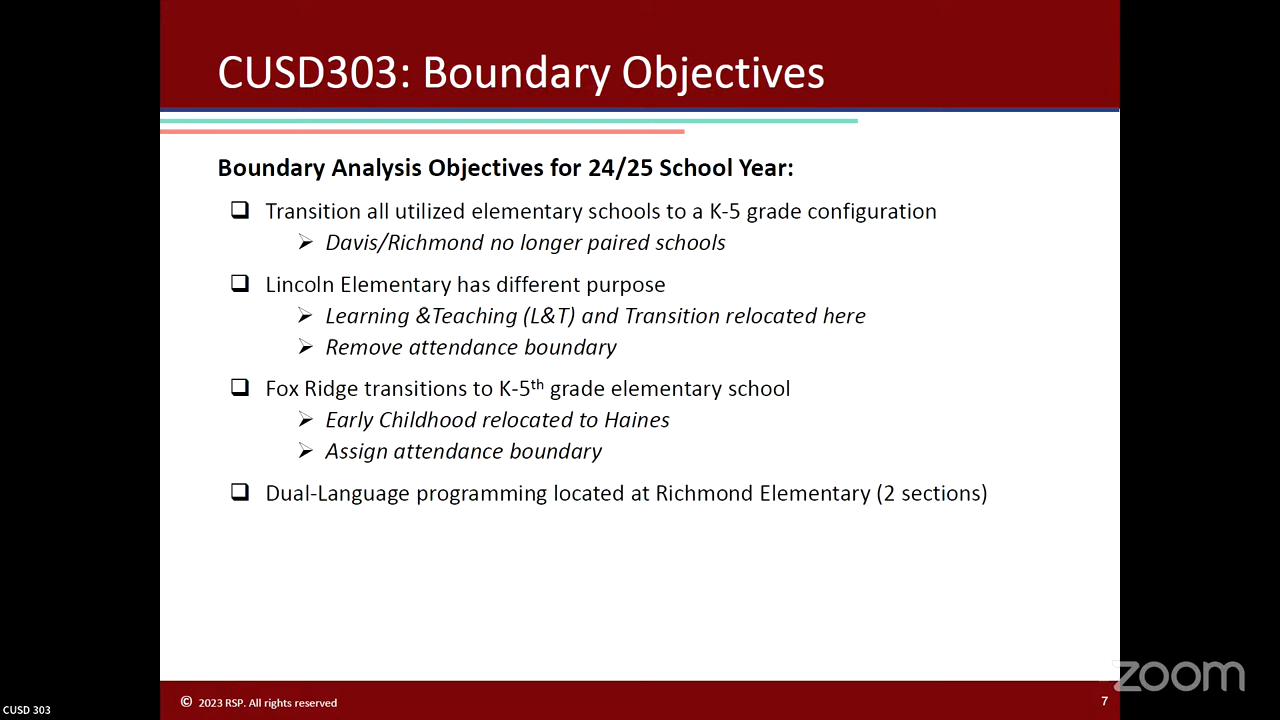 CUSD303: Boundary Objectives
Boundary Analysis Objectives for 24/25 School Year:
❑ Transition all utilized elementary schools to a K-5 grade configuration
➢ Davis/Richmond no longer paired schools
❑ Lincoln Elementary has different purpose
➢ Learning &Teaching (L&T) and Transition relocated here
➢ Remove attendance boundary
❑ Fox Ridge transitions to K-5th grade elementary school
➢ Early Childhood relocated to Haines
➢ Assign attendance boundary
❑ Dual-Language programming located at Richmond Elementary (2 sections)
zoom
© 2023 RSP. All rights reserved
7
CUSD 303